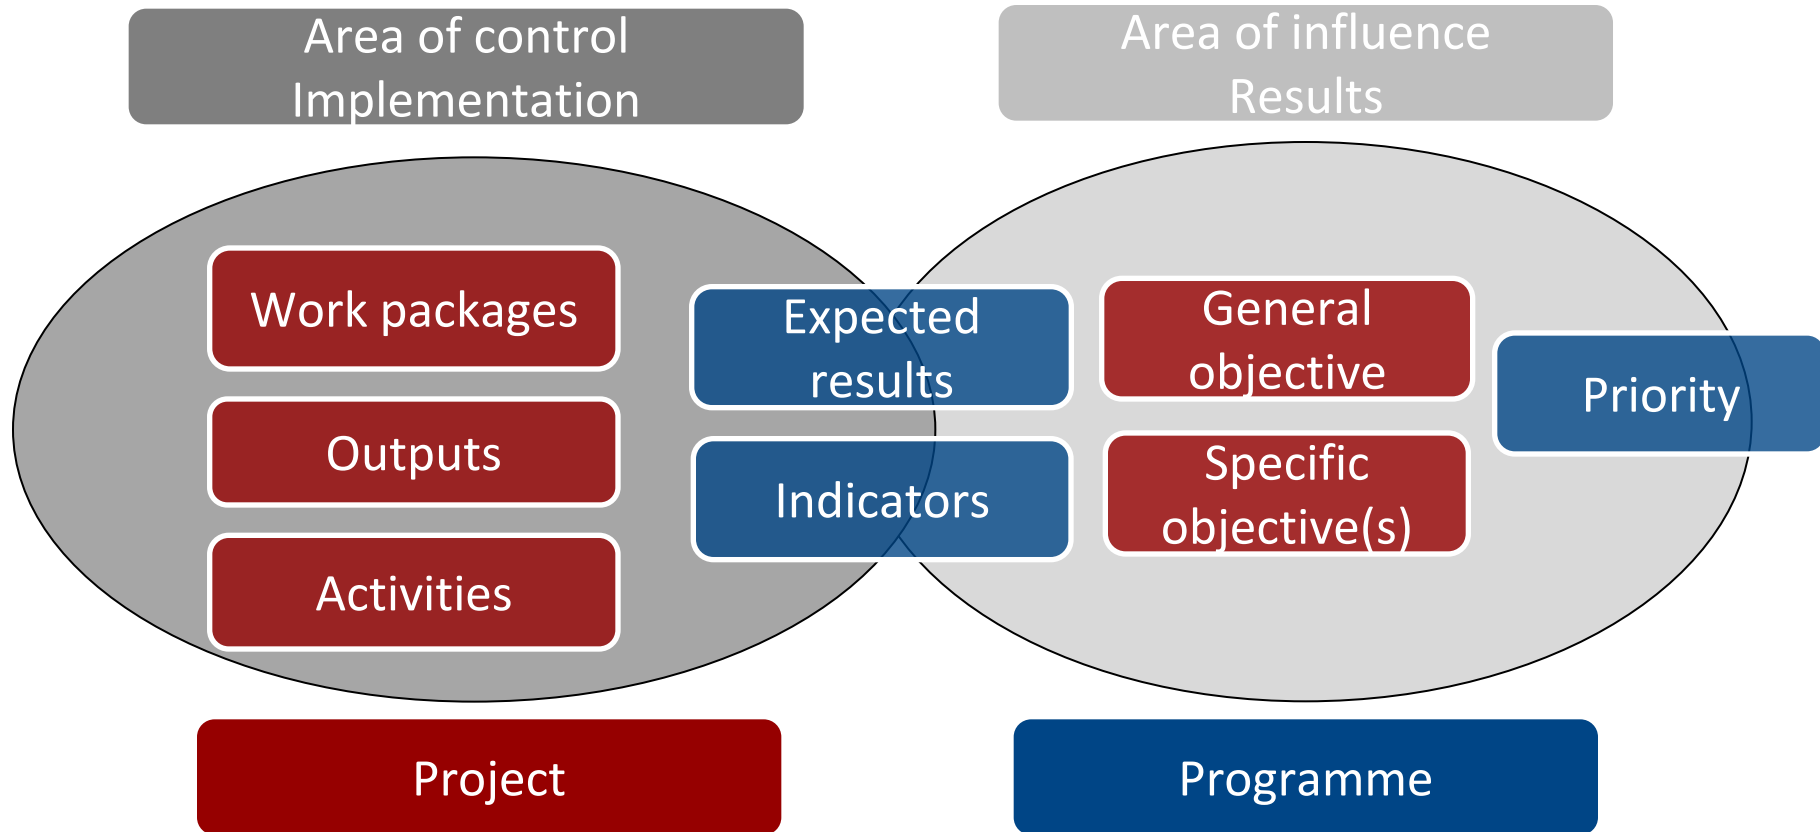 Area of control
Implementation
Area of influence
Results
Work packages
Outputs
Activities
Expected
results
Indicators
General
objective
Specific
objective(s)
Priority
Project
Programme